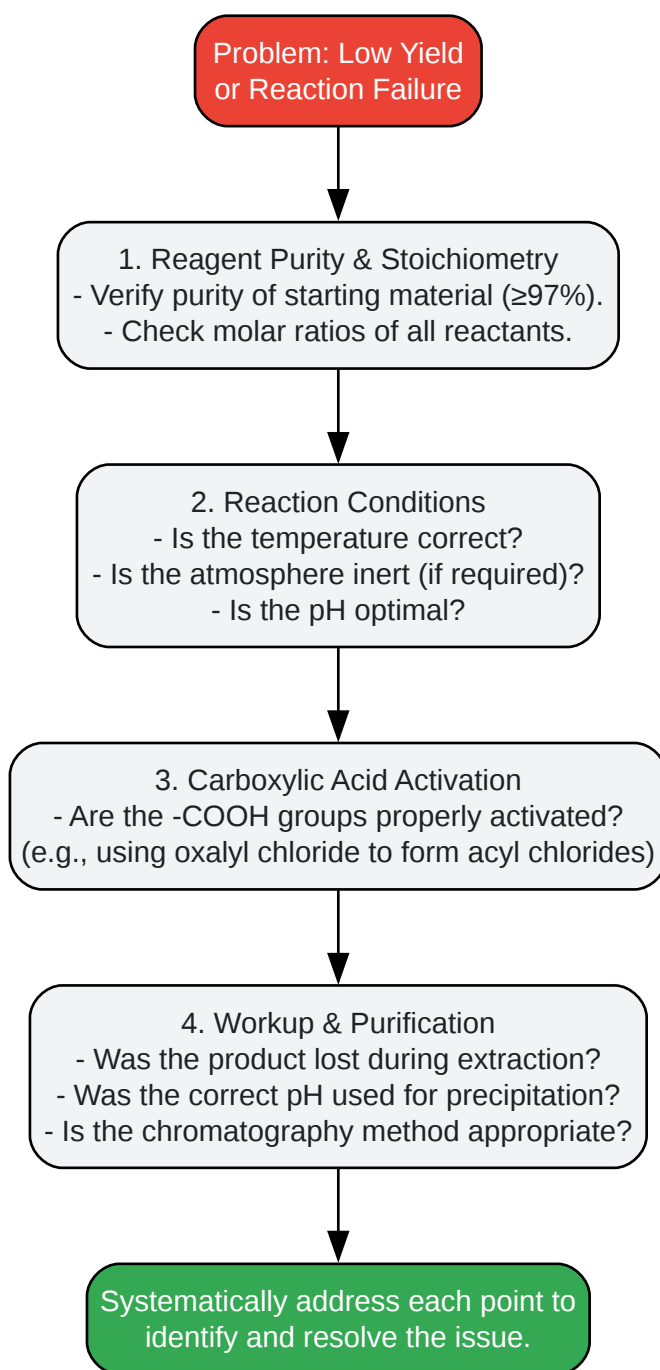 Problem: Low Yield
or Reaction Failure
1. Reagent Purity & Stoichiometry
- Verify purity of starting material (≥97%).
- Check molar ratios of all reactants.
2. Reaction Conditions
- Is the temperature correct?
- Is the atmosphere inert (if required)?
- Is the pH optimal?
3. Carboxylic Acid Activation
- Are the -COOH groups properly activated?
(e.g., using oxalyl chloride to form acyl chlorides)
4. Workup & Purification
- Was the product lost during extraction?
- Was the correct pH used for precipitation?
- Is the chromatography method appropriate?
Systematically address each point to
identify and resolve the issue.